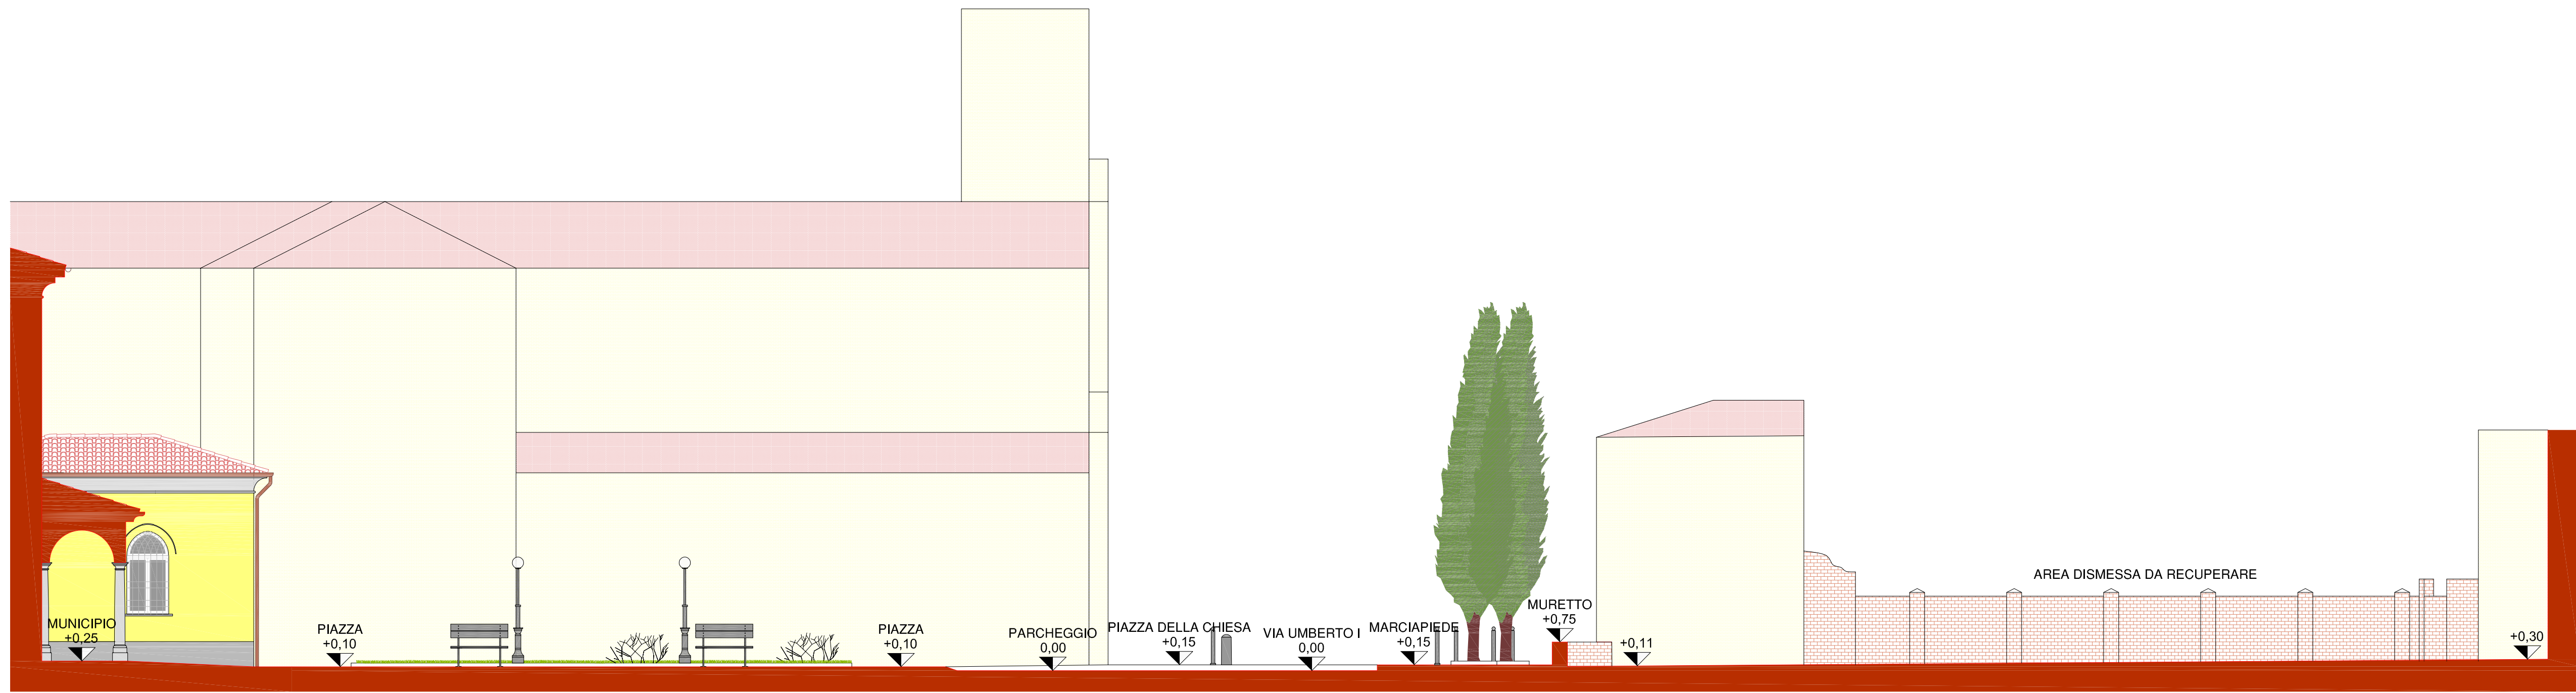 MUNICIPIO
+0,25
PIAZZA
+0,10
PIAZZA
+0,10
PARCHEGGIO
0,00
PIAZZA DELLA CHIESA
+0,15
VIA UMBERTO I
0,00
MARCIAPIEDE
+0,15
MURETTO
+0,75
+0,11
AREA DISMESSA DA RECUPERARE
+0,30